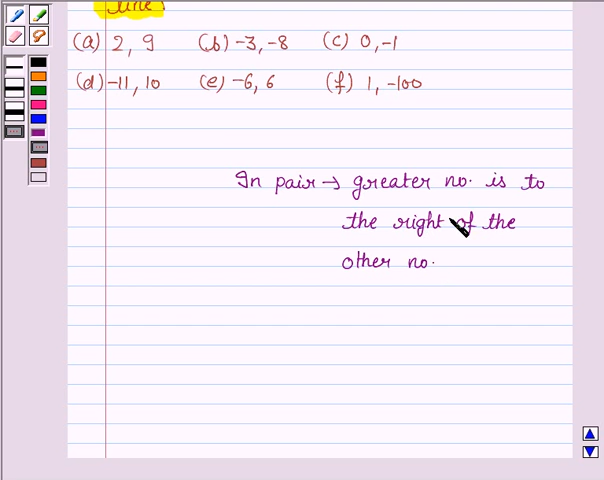 line.
(a) 2, 9 (b) -3, -8 (c) 0, -1
(d) -11, 10 (e) -6, 6 (f) 1, -100
In pair → greater no. is to
the right of the
other no.